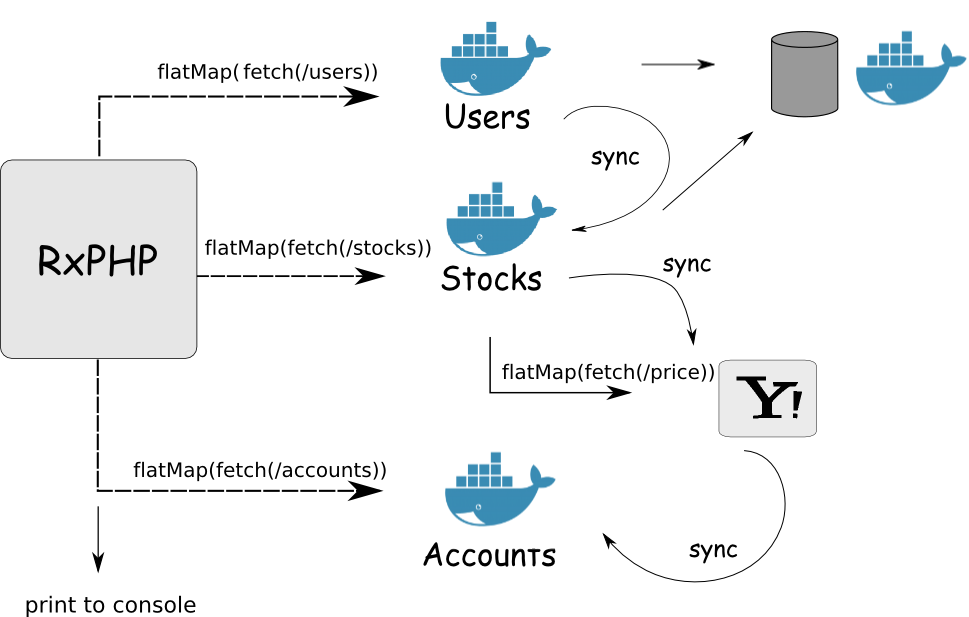 flatMap( fetch(/users))
Users
sync
RxPHP
flatMap(fetch(/stocks))
Stocks
sync
flatMap(fetch(/price))
Y!
flatMap(fetch(/accounts))
Accounts
sync
print to console